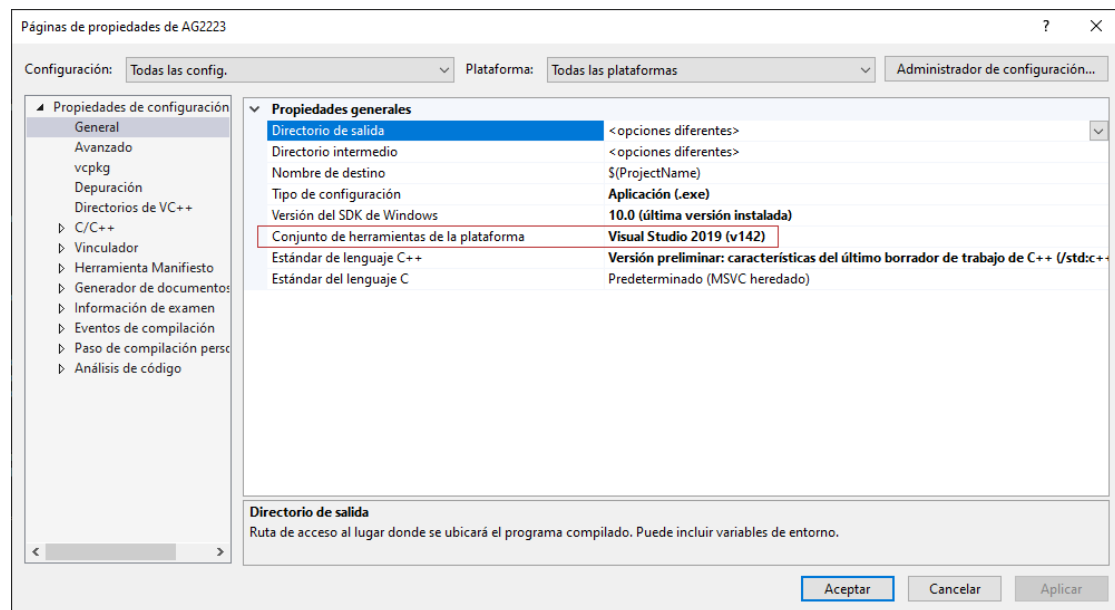 Páginas de propiedades de AG2223
Configuración: Todas las config. Plataforma: Todas las plataformas Administrador de configuración...
Propiedades de configuración
General
Avanzado
vcpkg
Depuración
Directorios de VC++
C/C++
Vinculador
Herramienta Manifiesto
Generador de documentos
Información de examen
Eventos de compilación
Paso de compilación perso
Análisis de código
Propiedades generales
Directorio de salida <opciones diferentes>
Directorio intermedio <opciones diferentes>
Nombre de destino $(ProjectName)
Tipo de configuración Aplicación (.exe)
Versión del SDK de Windows 10.0 (última versión instalada)
Conjunto de herramientas de la plataforma Visual Studio 2019 (v142)
Estándar de lenguaje C++ Versión preliminar: características del último borrador de trabajo de C++ (/std:c++
Estándar del lenguaje C Predeterminado (MSVC heredado)
Directorio de salida
Ruta de acceso al lugar donde se ubicará el programa compilado. Puede incluir variables de entorno.
Aceptar Cancelar Aplicar